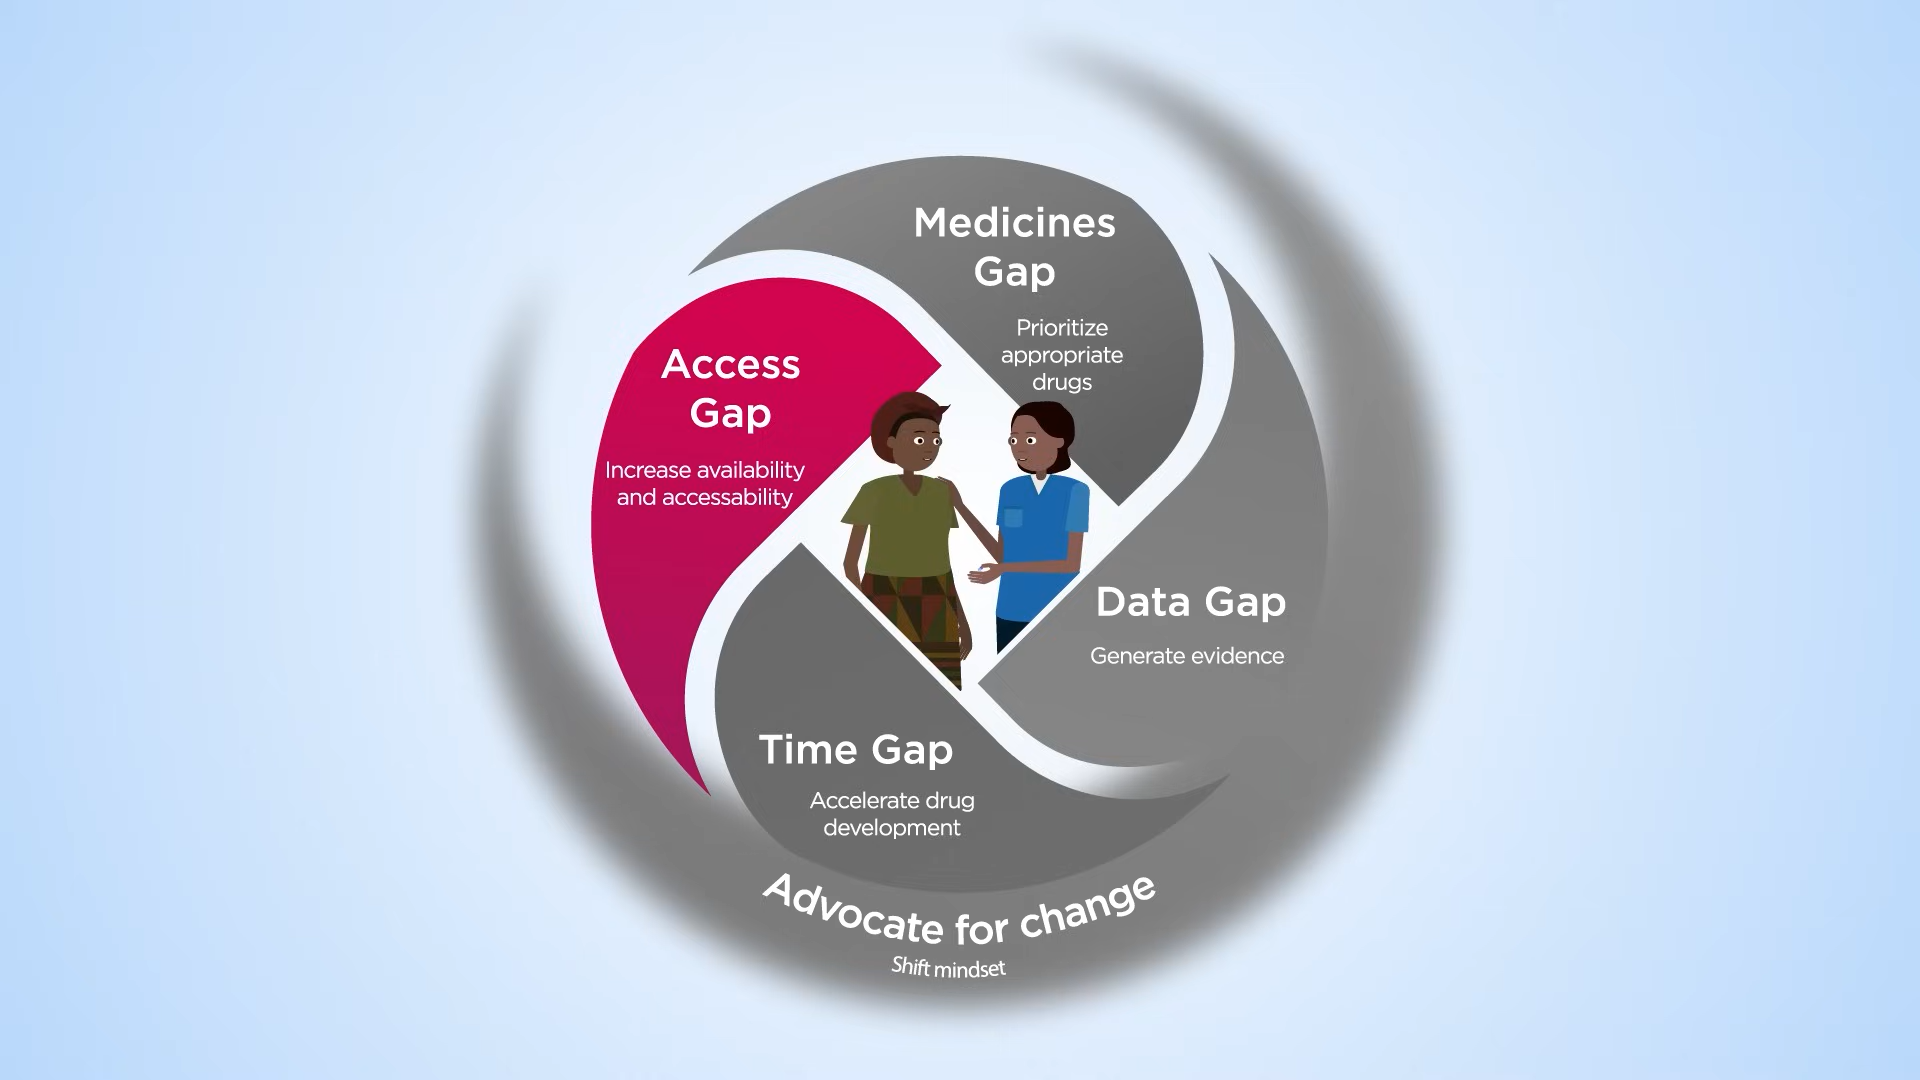 Medicines
Gap
Prioritize
appropriate
drugs
Access
Gap
Increase availability
and accessability
Data Gap
Generate evidence
Time Gap
Accelerate drug
development
Advocate for change
Shift mindset